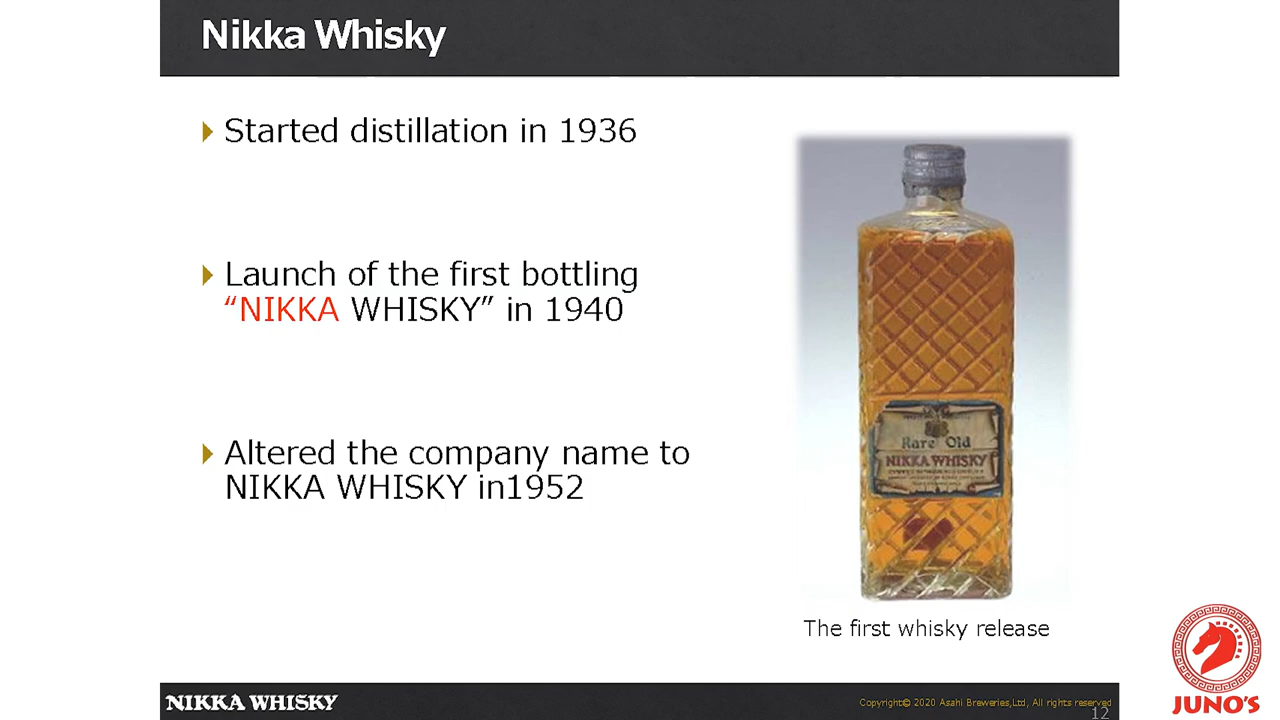 Nikka Whisky
Started distillation in 1936
Launch of the first bottling
“NIKKA WHISKY” in 1940
Altered the company name to
NIKKA WHISKY in1952
Rare Old
NIKKA WHISKY
The first whisky release
NIKKA WHISKY
Copyright© 2020 Asahi Breweries,Ltd, All rights reserved
12
JUNO'S